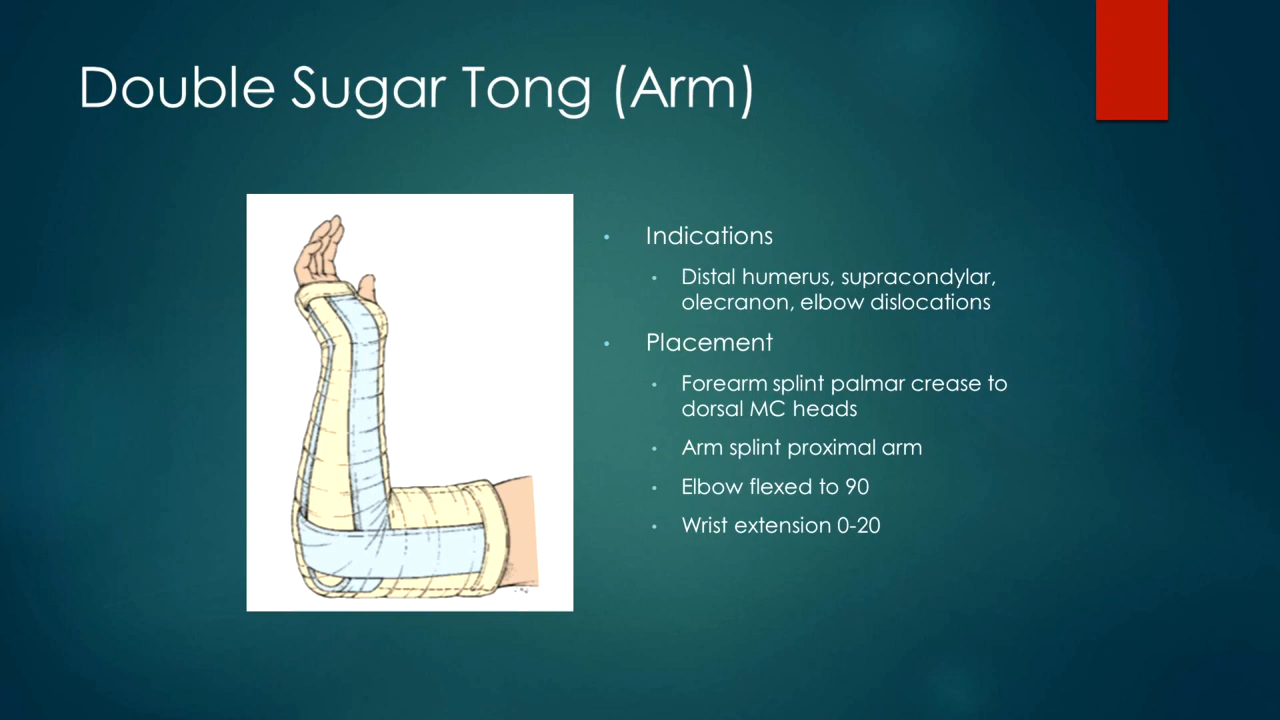 Double Sugar Tong (Arm)
Indications
Distal humerus, supracondylar,
olecranon, elbow dislocations
Placement
Forearm splint palmar crease to
dorsal MC heads
Arm splint proximal arm
Elbow flexed to 90
Wrist extension 0-20